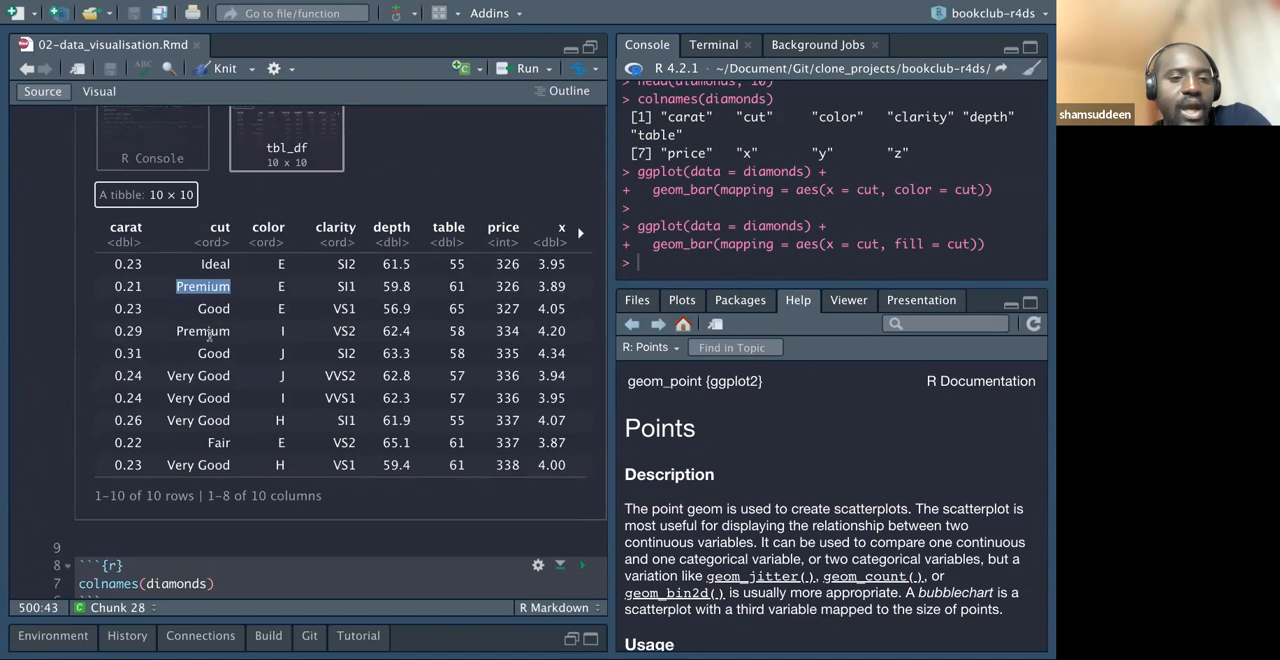 Go to file/function
Addins
bookclub-r4ds
02-data_visualisation.Rmd
ABC
Knit
Run
Source
Visual
Outline
R Console
tbl_df
10 x 10
A tibble: 10 × 10
carat cut color clarity depth table price x
<dbl> <ord> <ord> <ord> <dbl> <dbl> <int> <dbl>
0.23 Ideal E SI2 61.5 55 326 3.95
0.21 Premium E SI1 59.8 61 326 3.89
0.23 Good E VS1 56.9 65 327 4.05
0.29 Premium I VS2 62.4 58 334 4.20
0.31 Good J SI2 63.3 58 335 4.34
0.24 Very Good J VVS2 62.8 57 336 3.94
0.24 Very Good I VVS1 62.3 57 336 3.95
0.26 Very Good H SI1 61.9 55 337 4.07
0.22 Fair E VS2 65.1 61 337 3.87
0.23 Very Good H VS1 59.4 61 338 4.00
1-10 of 10 rows | 1-8 of 10 columns
9
8 ```{r}
7 colnames(diamonds)
```
500:43 Chunk 28 R Markdown
Environment History Connections Build Git Tutorial
Console Terminal Background Jobs
R 4.2.1 · ~/Document/Git/clone_projects/bookclub-r4ds/
> head(diamonds, 10)
> colnames(diamonds)
[1] "carat" "cut" "color" "clarity" "depth"
"table"
[7] "price" "x" "y" "z"
> ggplot(data = diamonds) +
+ geom_bar(mapping = aes(x = cut, color = cut))
>
> ggplot(data = diamonds) +
+ geom_bar(mapping = aes(x = cut, fill = cut))
>
Files Plots Packages Help Viewer Presentation
R: Points Find in Topic
geom_point {ggplot2} R Documentation
Points
Description
The point geom is used to create scatterplots. The scatterplot is
most useful for displaying the relationship between two
continuous variables. It can be used to compare one continuous
and one categorical variable, or two categorical variables, but a
variation like geom_jitter(), geom_count(), or
geom_bin2d() is usually more appropriate. A bubblechart is a
scatterplot with a third variable mapped to the size of points.
Usage
shamsuddeen